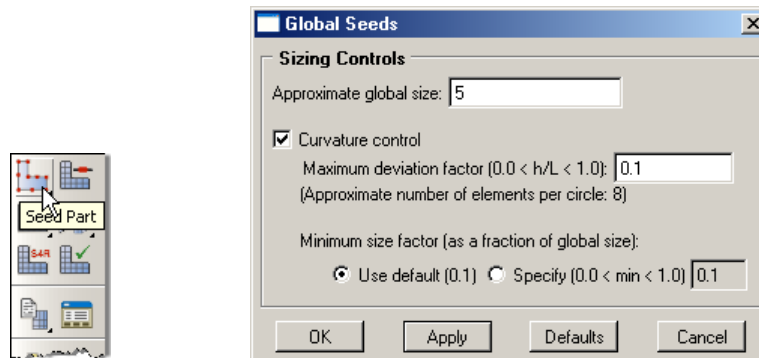 Seed Part
S4R
Global Seeds
Sizing Controls
Approximate global size: 5
Curvature control
Maximum deviation factor (0.0 < h/L < 1.0): 0.1
(Approximate number of elements per circle: 8)
Minimum size factor (as a fraction of global size):
Use default (0.1) Specify (0.0 < min < 1.0) 0.1
OK Apply Defaults Cancel